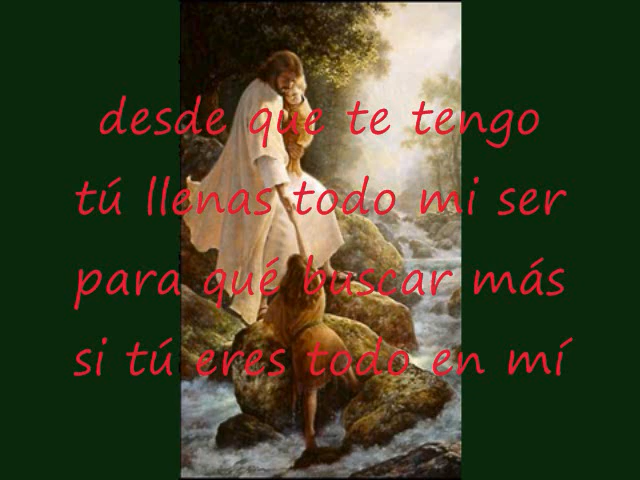 desde que te tengo
tú llenas todo mi ser
para qué buscar más
si tú eres todo en mí